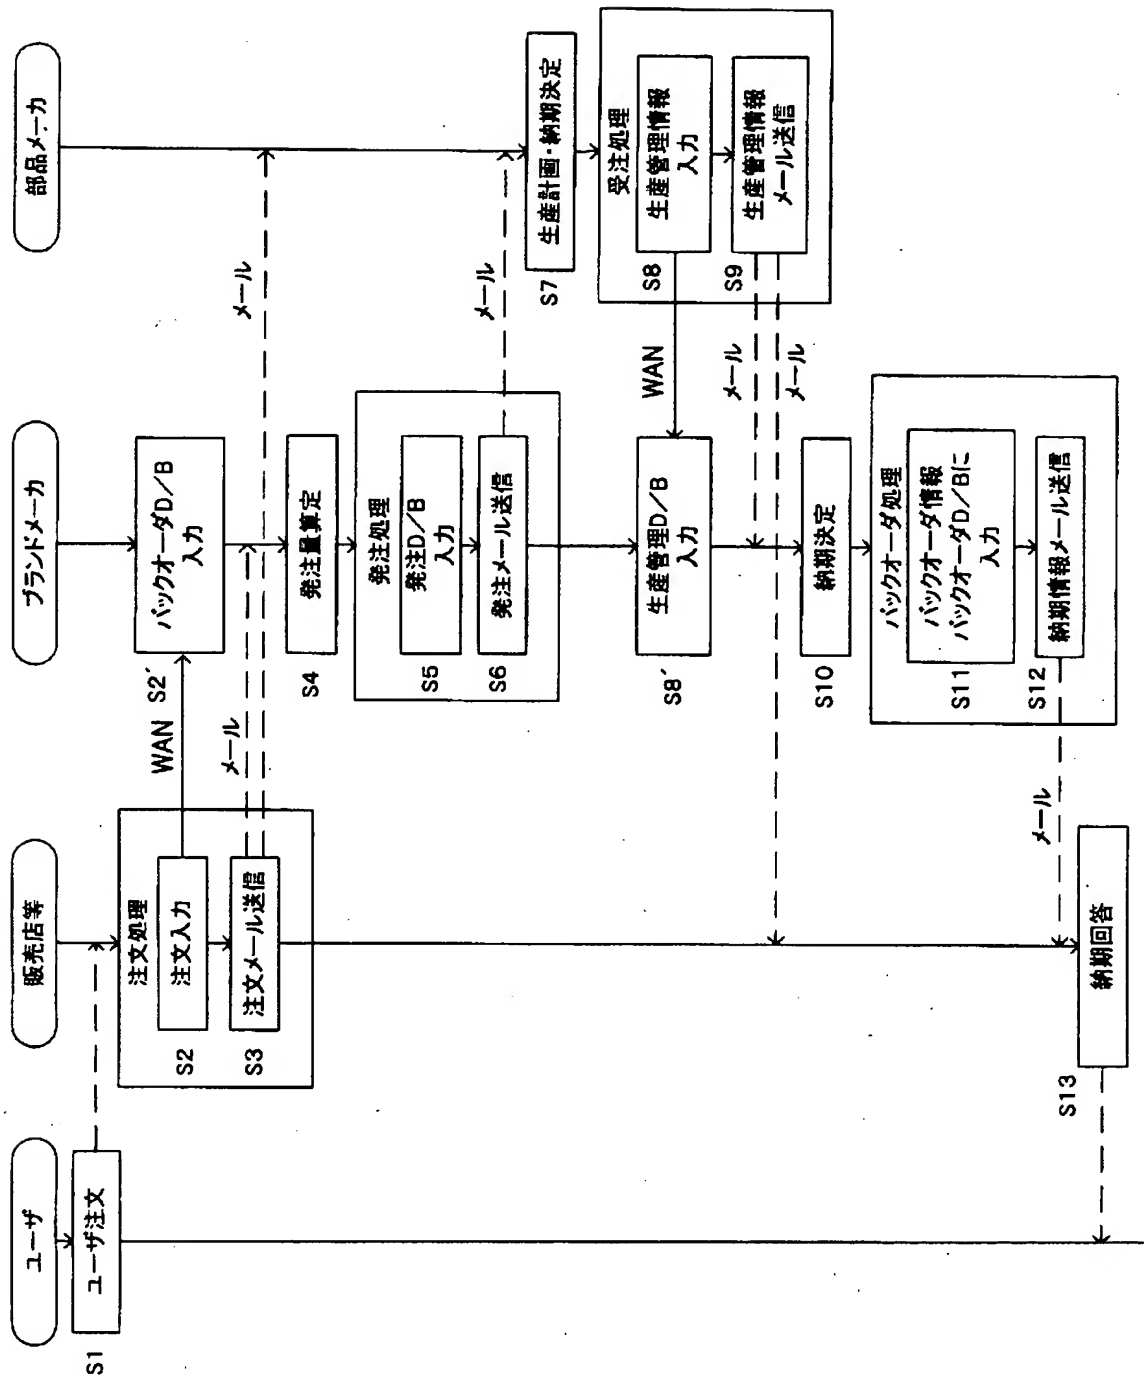 ユーザ
販売店等
ブランドメーカ
部品メーカ
S1
ユーザ注文
注文処理
S2
注文入力
WAN
S2´
バックオーダD/B
入力
S3
注文メール送信
メール
メール
S4
発注量算定
発注処理
S5
発注D/B
入力
S6
発注メール送信
メール
S7
生産計画・納期決定
受注処理
S8
生産管理情報
入力
WAN
S8´
生産管理D/B
入力
S9
生産管理情報
メール送信
メール
メール
S10
納期決定
バックオーダ処理
S11
バックオーダ情報
バックオーダD/Bに
入力
S12
納期情報メール送信
メール
S13
納期回答